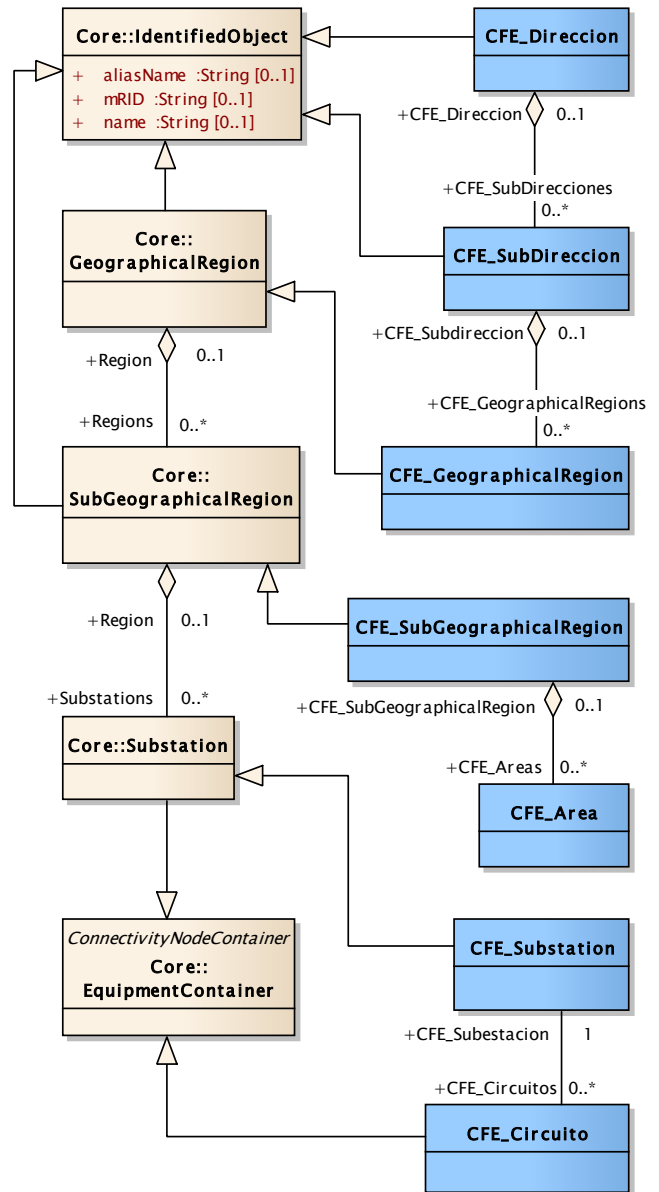 Core::IdentifiedObject
+ aliasName :String [0..1]
+ mRID :String [0..1]
+ name :String [0..1]
CFE_Direccion
+CFE_Direccion 0..1
+CFE_SubDirecciones
0..*
Core::
GeographicalRegion
CFE_SubDireccion
+Region 0..1
+CFE_Subdireccion 0..1
+Regions 0..*
+CFE_GeographicalRegions
0..*
Core::
SubGeographicalRegion
CFE_GeographicalRegion
+Region 0..1
CFE_SubGeographicalRegion
+Substations 0..*
+CFE_SubGeographicalRegion 0..1
Core::Substation
+CFE_Areas 0..*
CFE_Area
ConnectivityNodeContainer
Core::
EquipmentContainer
CFE_Substation
+CFE_Subestacion 1
+CFE_Circuitos 0..*
CFE_Circuito